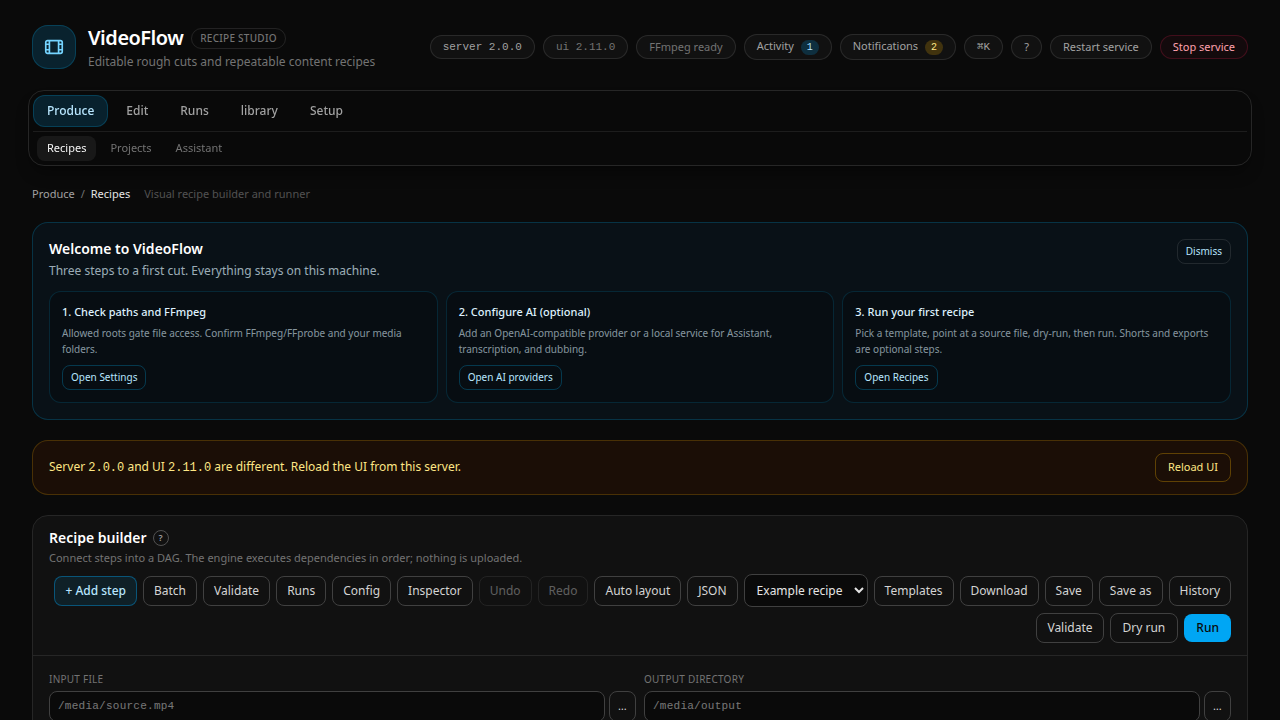 VideoFlow RECIPE STUDIO
Editable rough cuts and repeatable content recipes
server 2.0.0 ui 2.11.0 FFmpeg ready Activity 1 Notifications 2 ⌘K ? Restart service Stop service
Produce Edit Runs library Setup
Recipes Projects Assistant
Produce / Recipes Visual recipe builder and runner
Welcome to VideoFlow
Dismiss
Three steps to a first cut. Everything stays on this machine.
1. Check paths and FFmpeg
Allowed roots gate file access. Confirm FFmpeg/FFprobe and your media
folders.
Open Settings
2. Configure AI (optional)
Add an OpenAI-compatible provider or a local service for Assistant,
transcription, and dubbing.
Open AI providers
3. Run your first recipe
Pick a template, point at a source file, dry-run, then run. Shorts and exports
are optional steps.
Open Recipes
Server 2.0.0 and UI 2.11.0 are different. Reload the UI from this server. Reload UI
Recipe builder ?
Connect steps into a DAG. The engine executes dependencies in order; nothing is uploaded.
+ Add step Batch Validate Runs Config Inspector Undo Redo Auto layout JSON Example recipe Templates Download Save Save as History
Validate Dry run Run
INPUT FILE OUTPUT DIRECTORY
/media/source.mp4 ... /media/output ...